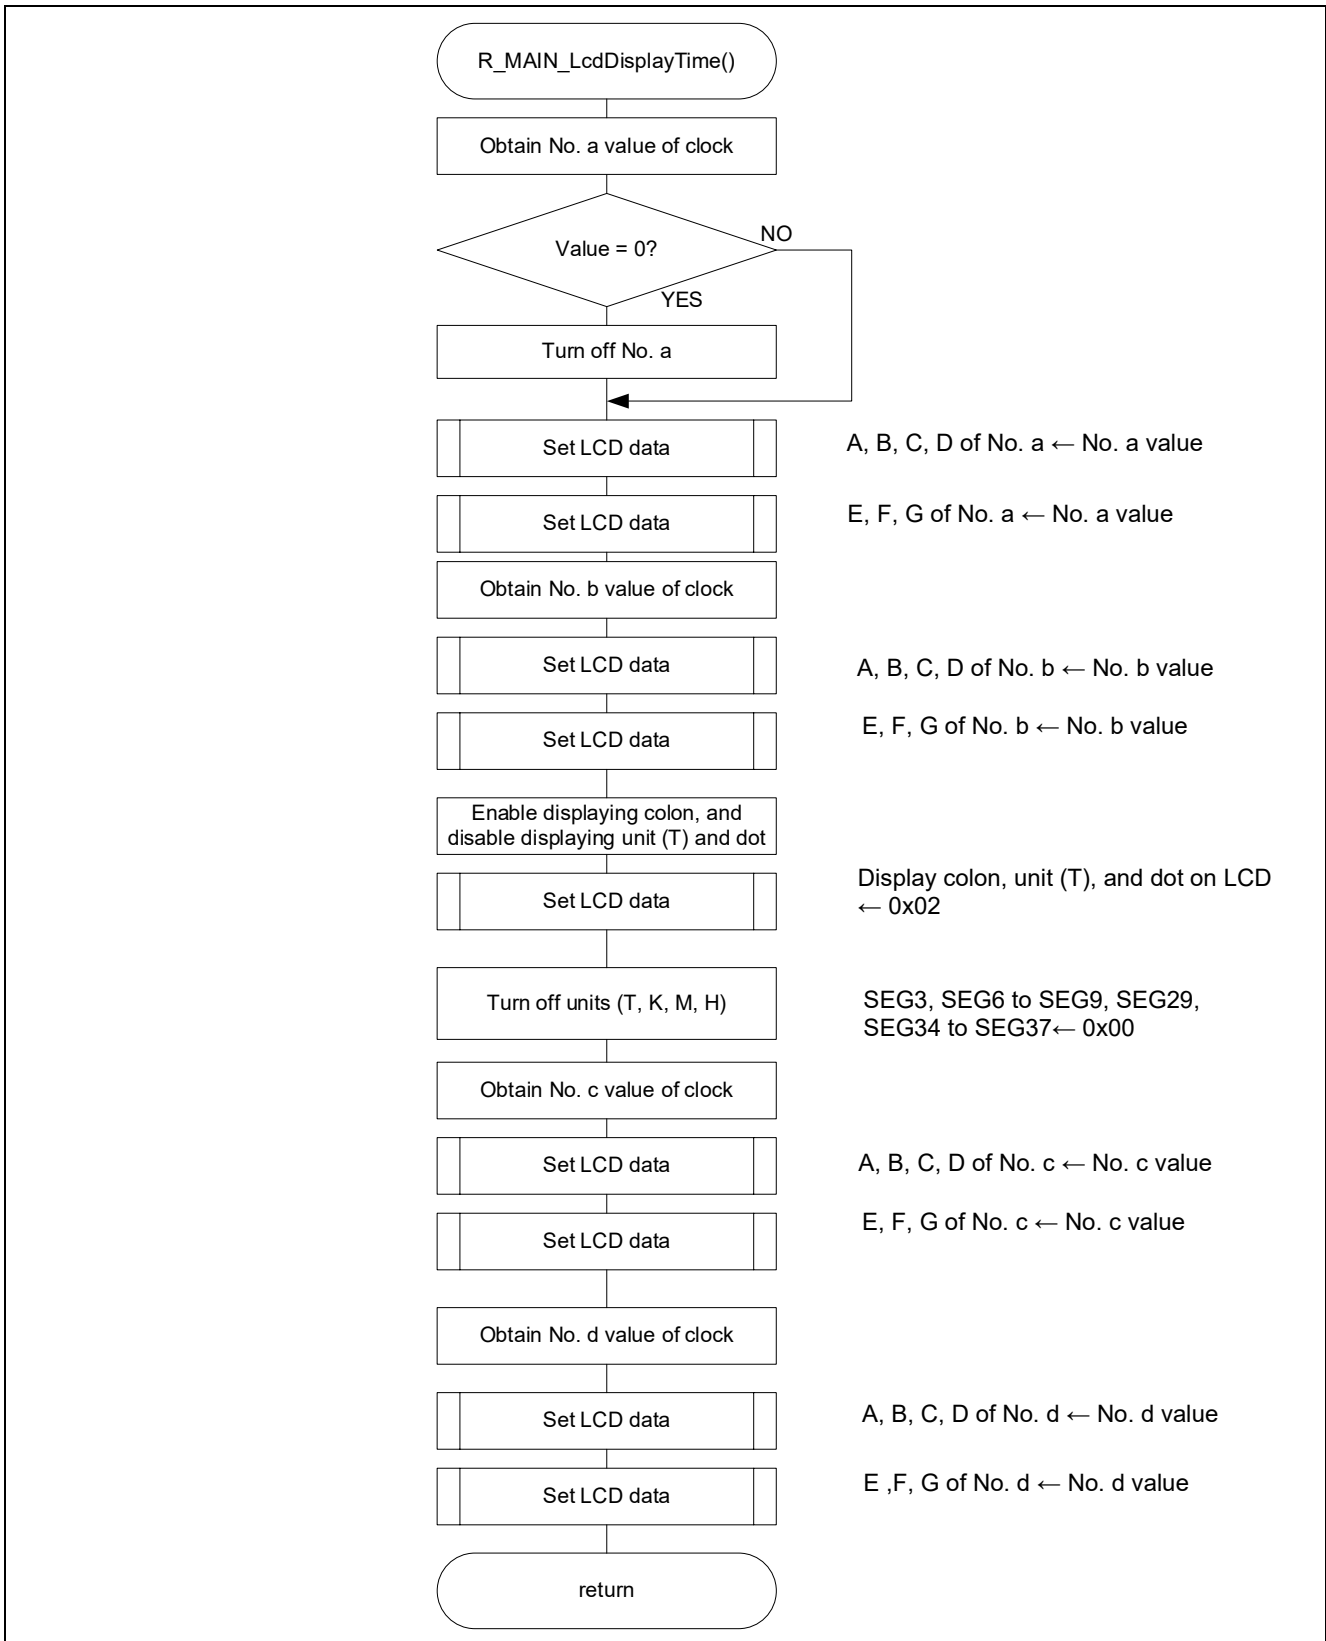 R_MAIN_LcdDisplayTime()
Obtain No. a value of clock
Value = 0?
NO
YES
Turn off No. a
Set LCD data
A, B, C, D of No. a ← No. a value
Set LCD data
E, F, G of No. a ← No. a value
Obtain No. b value of clock
Set LCD data
A, B, C, D of No. b ← No. b value
Set LCD data
E, F, G of No. b ← No. b value
Enable displaying colon, and
disable displaying unit (T) and dot
Set LCD data
Display colon, unit (T), and dot on LCD
← 0x02
Turn off units (T, K, M, H)
SEG3, SEG6 to SEG9, SEG29,
SEG34 to SEG37← 0x00
Obtain No. c value of clock
Set LCD data
A, B, C, D of No. c ← No. c value
Set LCD data
E, F, G of No. c ← No. c value
Obtain No. d value of clock
Set LCD data
A, B, C, D of No. d ← No. d value
Set LCD data
E ,F, G of No. d ← No. d value
return